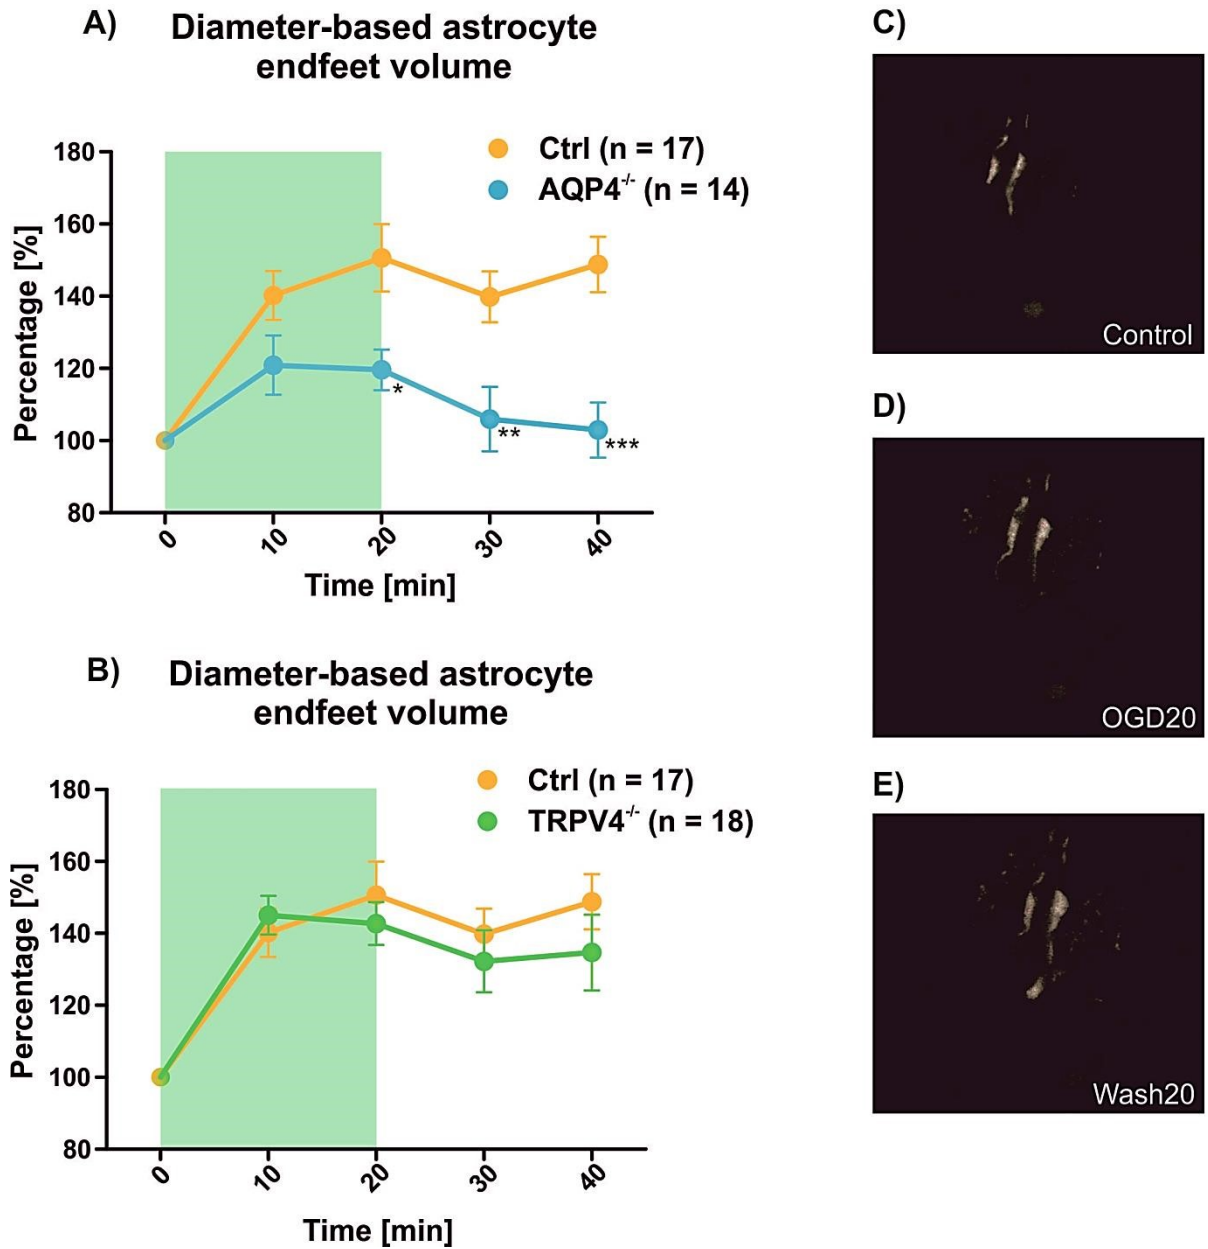 A)
Diameter-based astrocyte
endfeet volume
Ctrl (n = 17)
AQP4-/- (n = 14)
Percentage [%]
180
160
140
120
100
80
*
**
***
0
10
20
30
40
Time [min]
B)
Diameter-based astrocyte
endfeet volume
Ctrl (n = 17)
TRPV4-/- (n = 18)
Percentage [%]
180
160
140
120
100
80
0
10
20
30
40
Time [min]
C)
Control
D)
OGD20
E)
Wash20